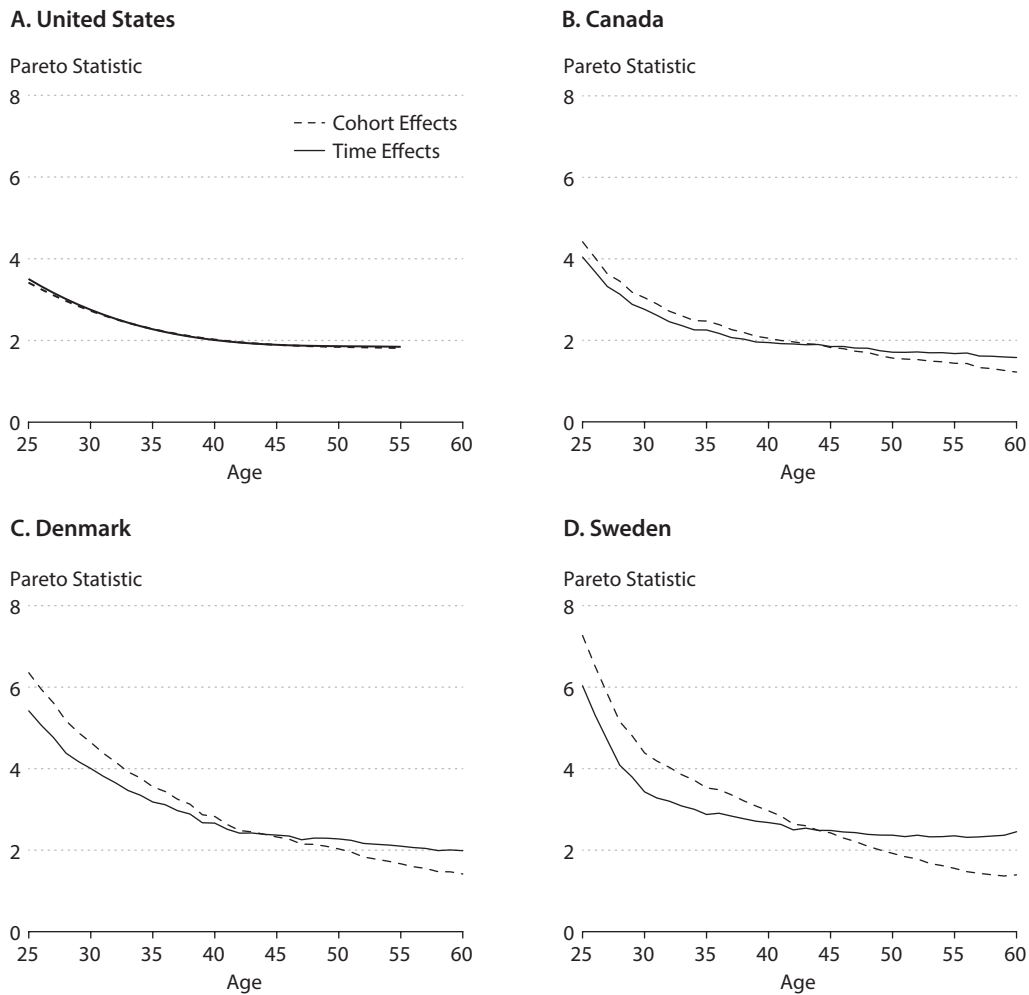 A. United States
Pareto Statistic
8
6
4
2
0
25 30 35 40 45 50 55 60
Age
Cohort Effects
Time Effects
B. Canada
Pareto Statistic
8
6
4
2
0
25 30 35 40 45 50 55 60
Age
C. Denmark
Pareto Statistic
8
6
4
2
0
25 30 35 40 45 50 55 60
Age
D. Sweden
Pareto Statistic
8
6
4
2
0
25 30 35 40 45 50 55 60
Age